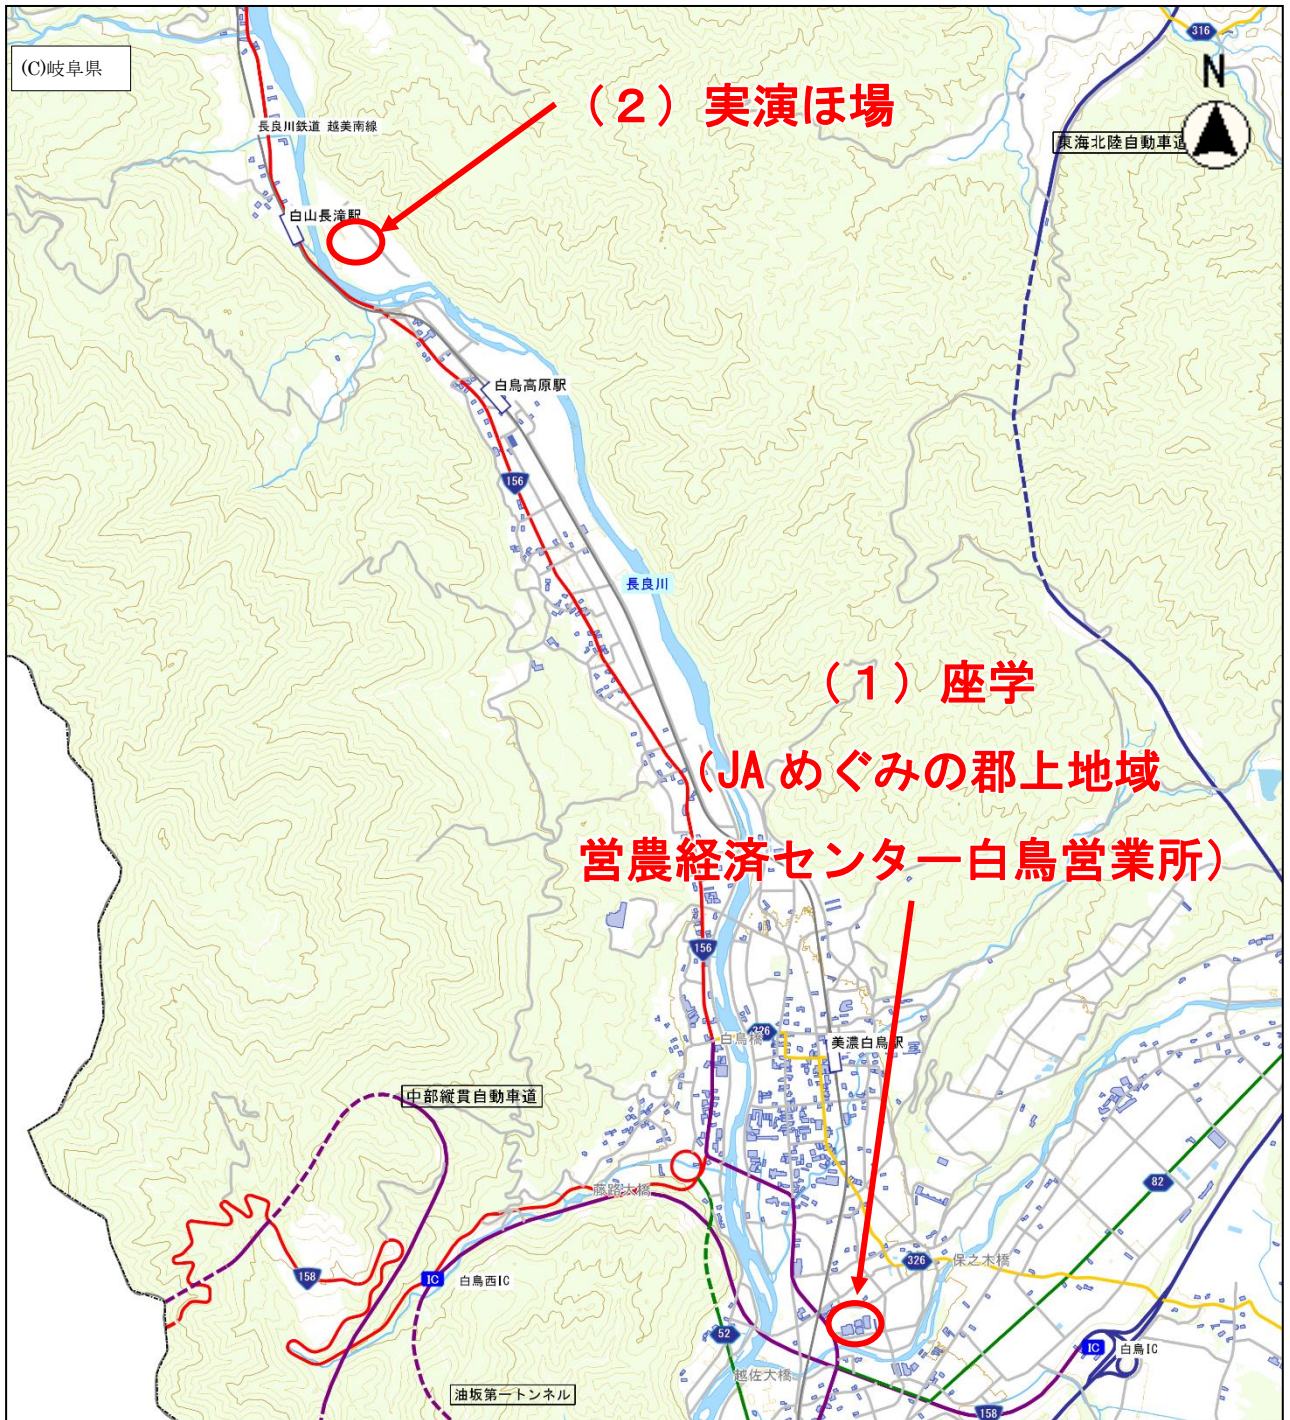 316
N
(C)岐阜県
(2)実演ほ場
長良川鉄道 越美南線
東海北陸自動車道
白山長滝駅
白鳥高原駅
156
長良川
(1)座学
(JAめぐみの郡上地域
営農経済センター白鳥営業所)
156
326
白鳥橋
美濃白鳥駅
中部縦貫自動車道
藤路大橋
82
326
保之木橋
158
IC 白鳥西IC
52
IC 白鳥IC
越佐大橋
油坂第一トンネル
158